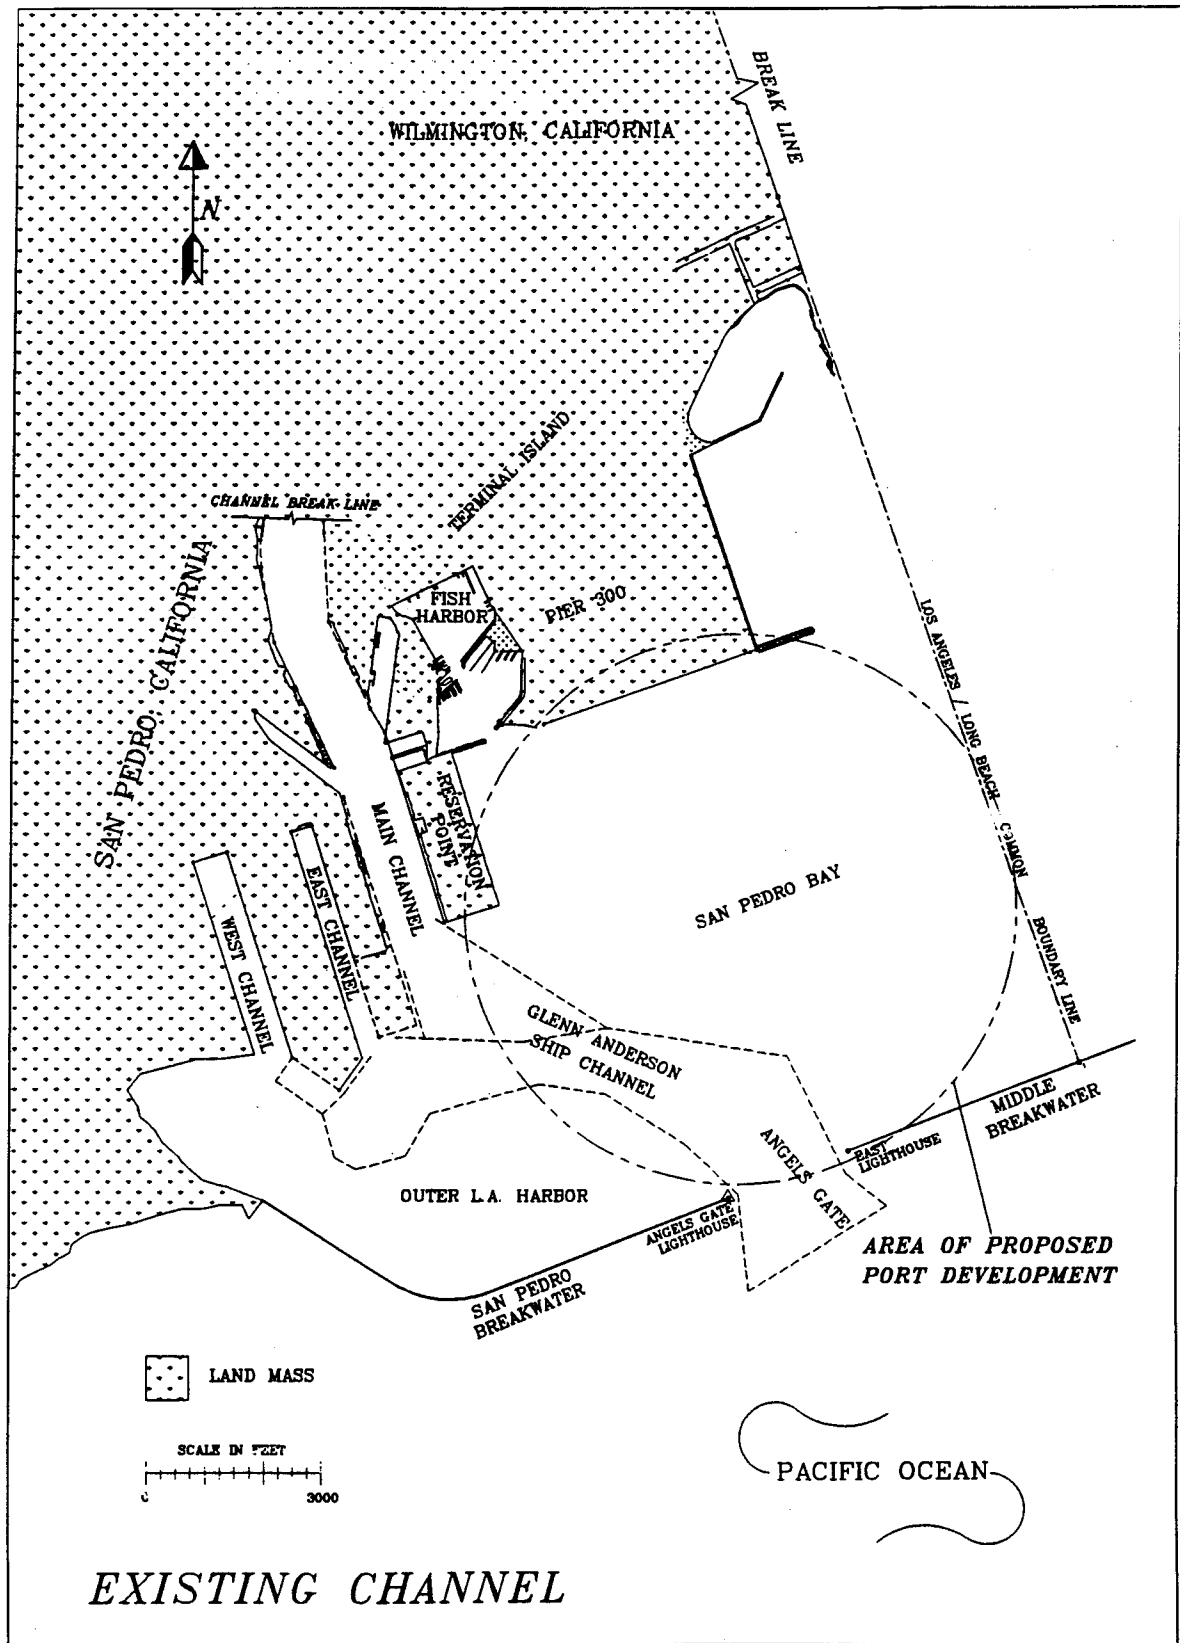 BREAK LINE
WILMINGTON, CALIFORNIA
N
TERMINAL ISLAND
CHANNEL BREAK LINE
SAN PEDRO, CALIFORNIA
FISH
HARBOR
PIER 300
LOS ANGELES / LONG BEACH COMMON BOUNDARY LINE
RESERVATION
POINT
MAIN CHANNEL
EAST CHANNEL
WEST CHANNEL
SAN PEDRO BAY
GLENN ANDERSON
SHIP CHANNEL
MIDDLE
BREAKWATER
EAST
LIGHTHOUSE
ANGELS GATE
OUTER L.A. HARBOR
ANGELS GATE
LIGHTHOUSE
AREA OF PROPOSED
PORT DEVELOPMENT
SAN PEDRO
BREAKWATER
LAND MASS
SCALE IN FEET
0 3000
PACIFIC OCEAN
EXISTING CHANNEL